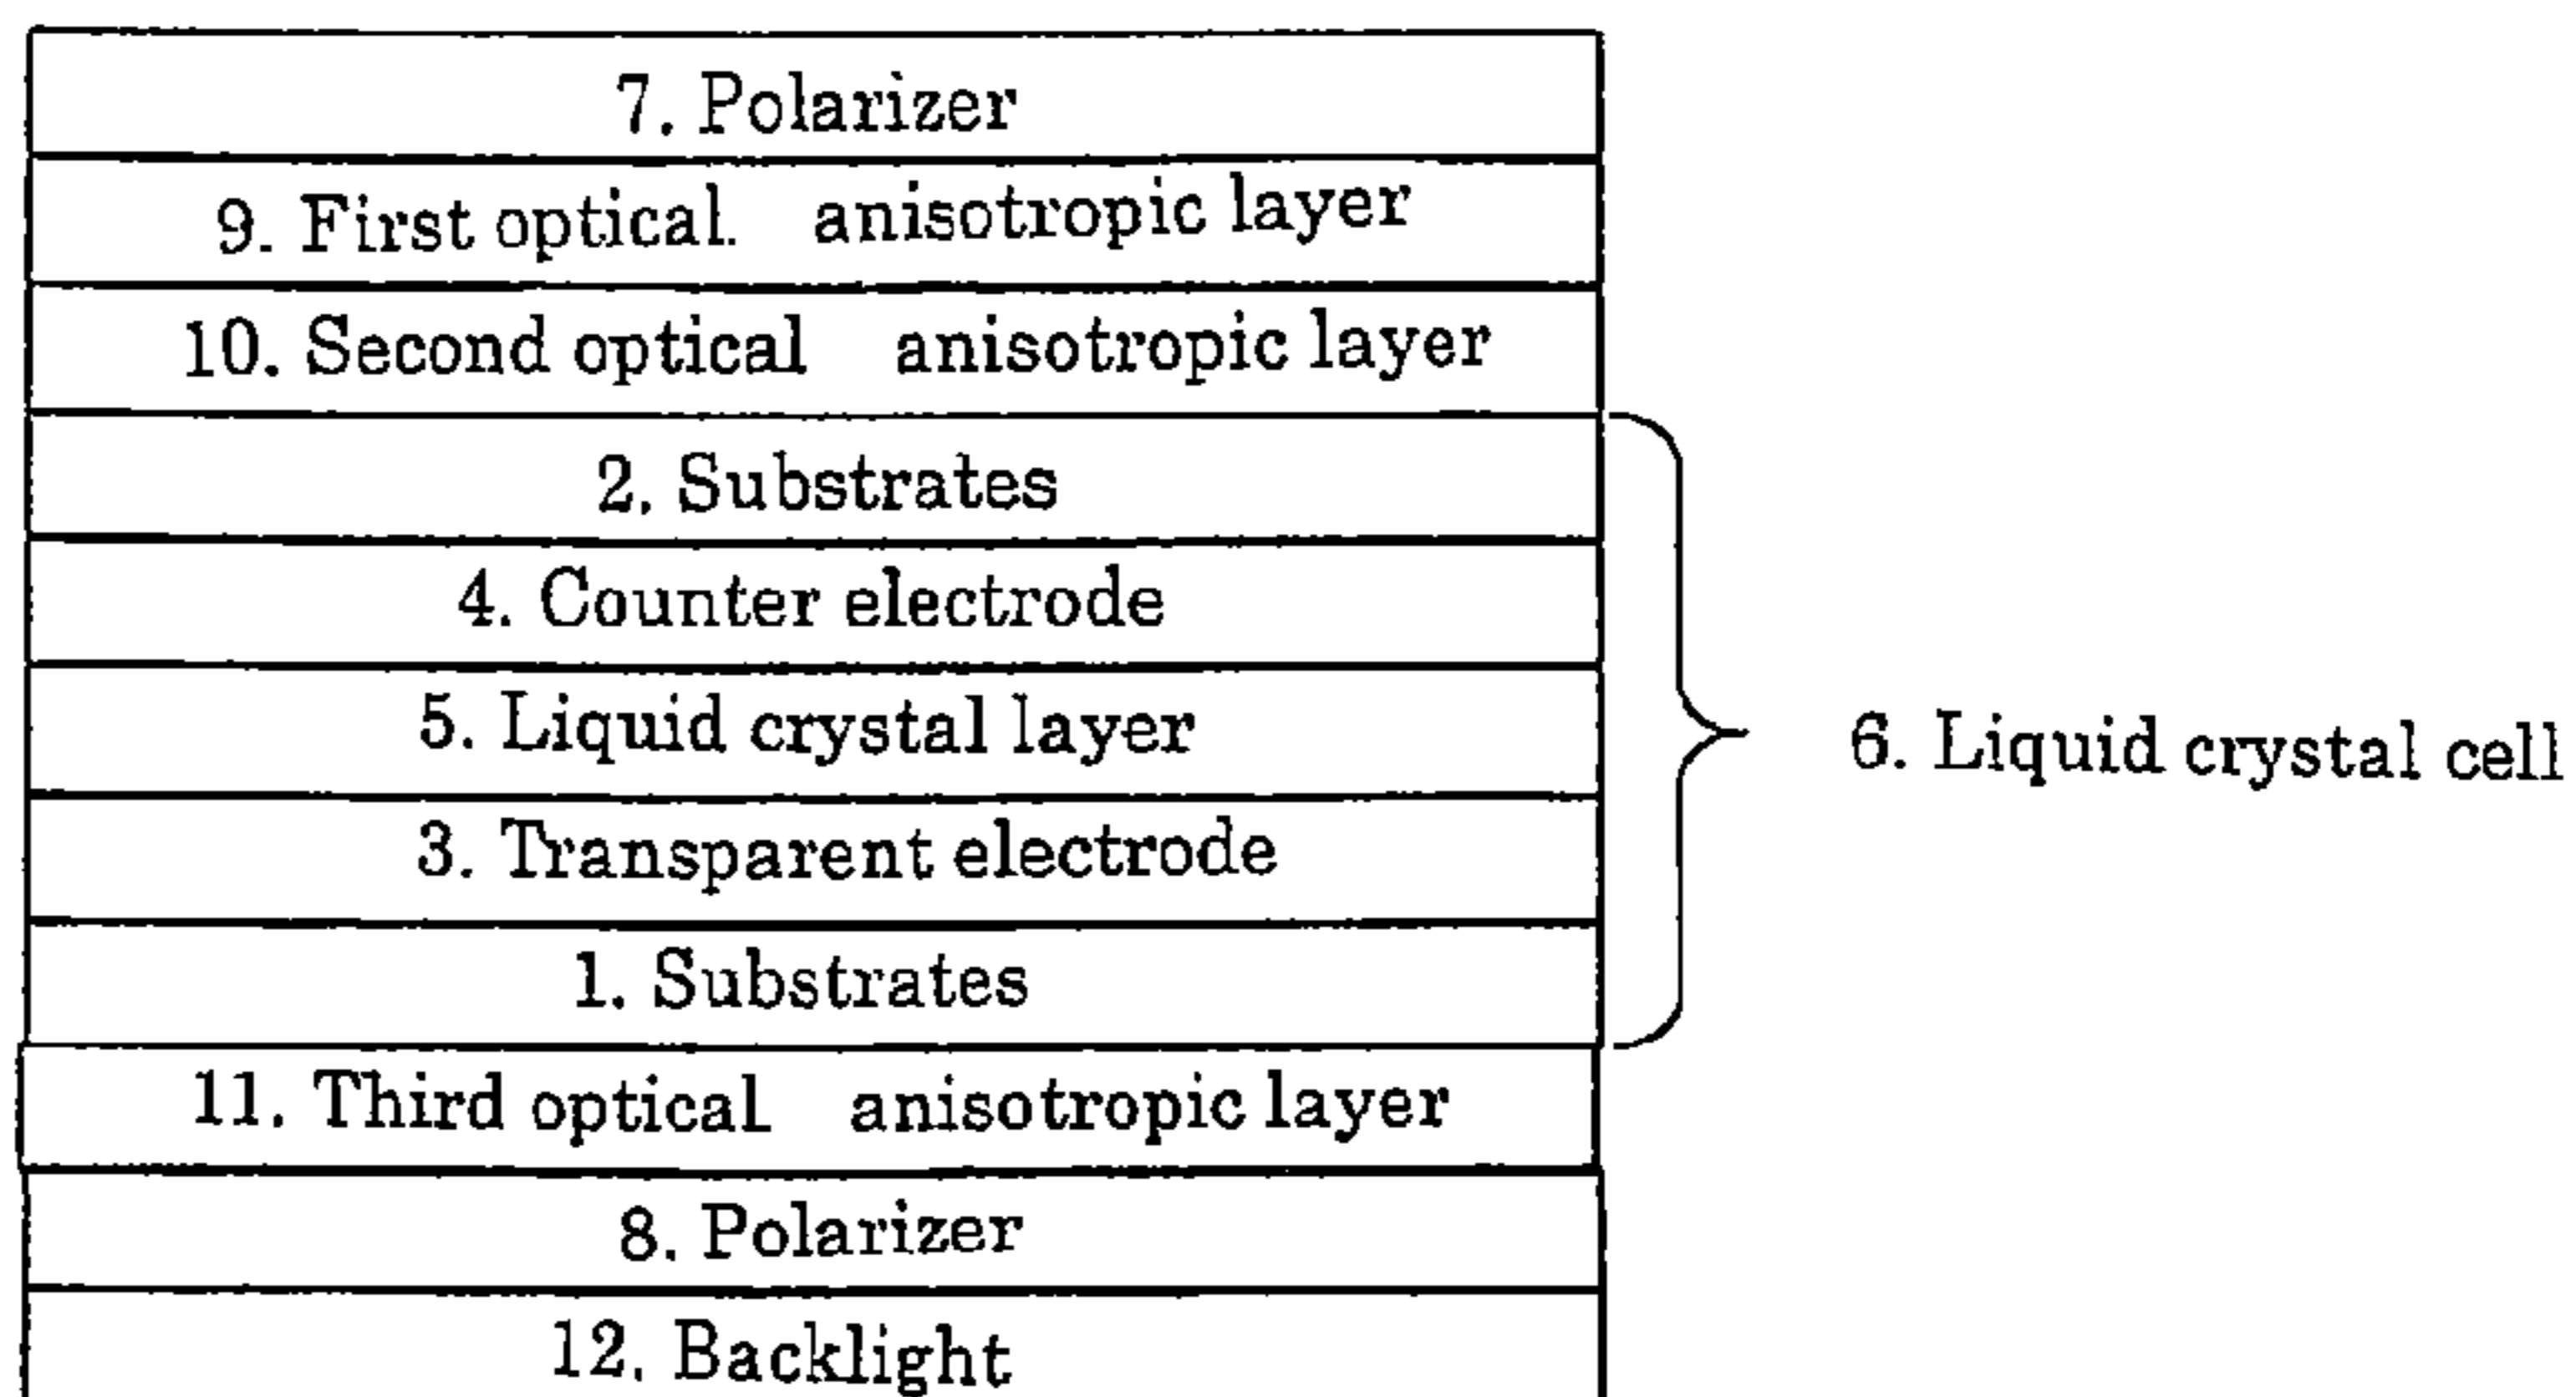 7. Polarizer
9. First optical. anisotropic layer
10. Second optical anisotropic layer
2. Substrates
4. Counter electrode
5. Liquid crystal layer
6. Liquid crystal cell
3. Transparent electrode
1. Substrates
11. Third optical anisotropic layer
8. Polarizer
12. Backlight